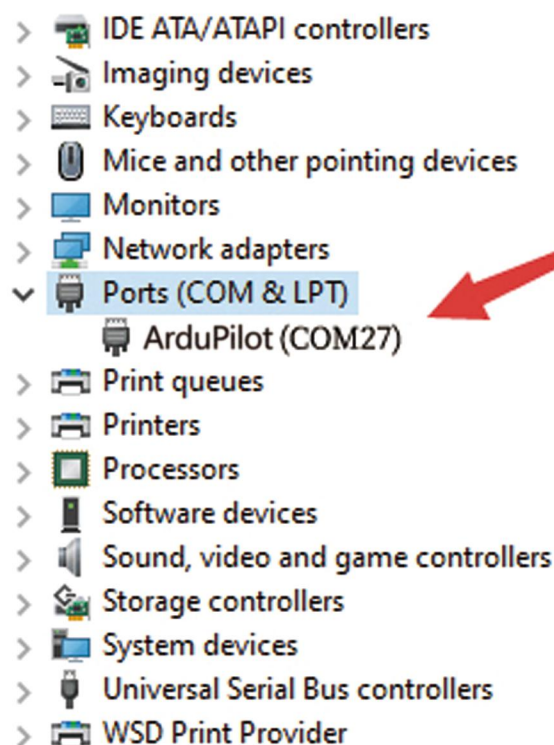 IDE ATA/ATAPI controllers
Imaging devices
Keyboards
Mice and other pointing devices
Monitors
Network adapters
Ports (COM & LPT)
ArduPilot (COM27)
Print queues
Printers
Processors
Software devices
Sound, video and game controllers
Storage controllers
System devices
Universal Serial Bus controllers
WSD Print Provider